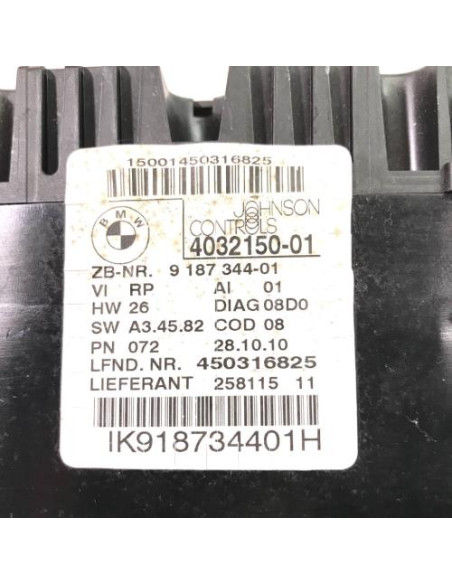 15001450316825
BMW
JOHNSON
CONTROLS
4032150-01
ZB-NR. 9 187 344-01
VI RP AI 01
HW 26 DIAG 08D0
SW A3.45.82 COD 08
PN 072 28.10.10
LFND. NR. 450316825
LIEFERANT 258115 11
IK918734401H